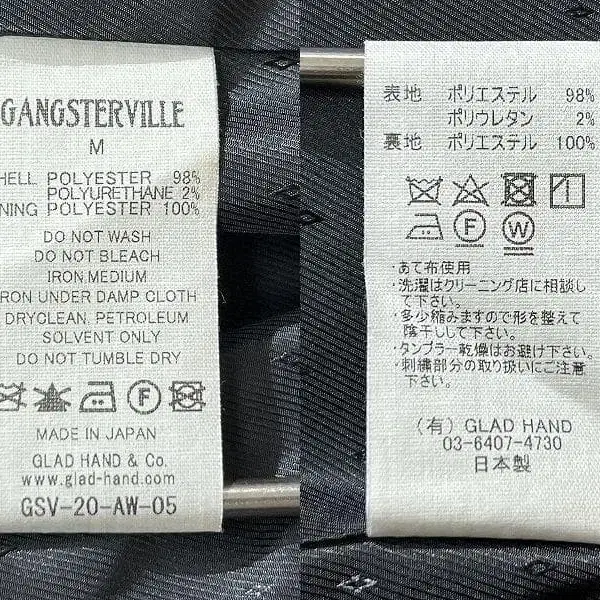 GANGSTERVILLE
M
HELL POLYESTER 98%
POLYURETHANE 2%
NING POLYESTER 100%
DO NOT WASH
DO NOT BLEACH
IRON MEDIUM
RON UNDER DAMP CLOTH
DRYCLEAN, PETROLEUM
SOLVENT ONLY
DO NOT TUMBLE DRY
F
MADE IN JAPAN
GLAD HAND & Co.
www.glad-hand.com
GSV-20-AW-05
表地 ポリエステル 98%
ポリウレタン 2%
裏地 ポリエステル 100%
F W
・あて布使用
・洗濯はクリーニング店に相談し
て下さい。
・多少縮みますので形を整えて
陰干しして下さい。
・タンブラー乾燥はお避け下さい。
・刺繍部分の取り扱いにご注意
下さい。
(有) GLAD HAND
03-6407-4730
日本製